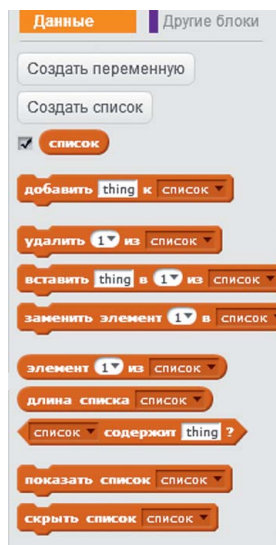 Данные Другие блоки
Создать переменную
Создать список
список
добавить thing к список
удалить 1 из список
вставить thing в 1 из список
заменить элемент 1 в список
элемент 1 из список
длина списка список
список содержит thing ?
показать список список
скрыть список список